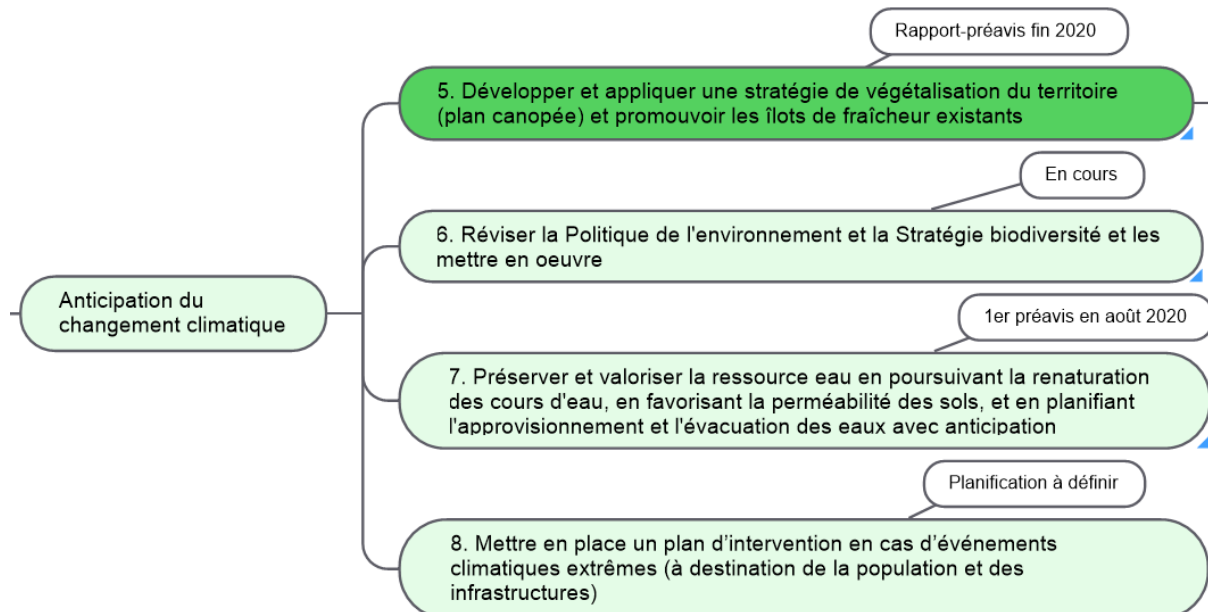 Rapport-préavis fin 2020
5. Développer et appliquer une stratégie de végétalisation du territoire
(plan canopée) et promouvoir les îlots de fraîcheur existants
En cours
6. Réviser la Politique de l'environnement et la Stratégie biodiversité et les
mettre en oeuvre
Anticipation du
changement climatique
1er préavis en août 2020
7. Préserver et valoriser la ressource eau en poursuivant la renaturation
des cours d'eau, en favorisant la perméabilité des sols, et en planifiant
l'approvisionnement et l'évacuation des eaux avec anticipation
Planification à définir
8. Mettre en place un plan d’intervention en cas d’événements
climatiques extrêmes (à destination de la population et des
infrastructures)